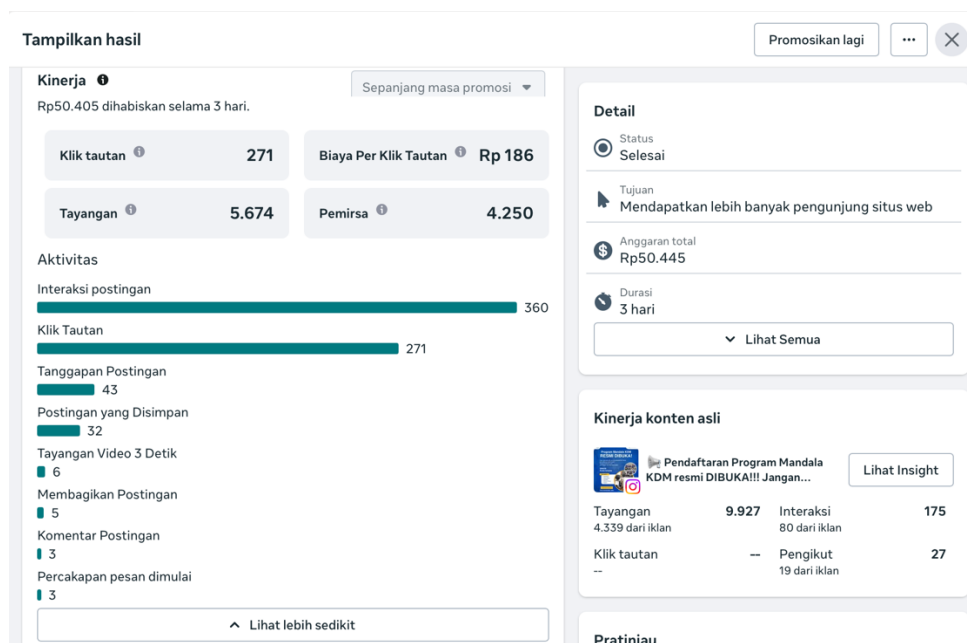 Tampilkan hasil
Promosikan lagi
...
Kinerja
Sepanjang masa promosi
Rp50.405 dihabiskan selama 3 hari.
Klik tautan 271
Biaya Per Klik Tautan Rp 186
Tayangan 5.674
Pemirsa 4.250
Aktivitas
Interaksi postingan
360
Klik Tautan
271
Tanggapan Postingan
43
Postingan yang Disimpan
32
Tayangan Video 3 Detik
6
Membagikan Postingan
5
Komentar Postingan
3
Percakapan pesan dimulai
3
Lihat lebih sedikit
Detail
Status
Selesai
Tujuan
Mendapatkan lebih banyak pengunjung situs web
Anggaran total
Rp50.445
Durasi
3 hari
Lihat Semua
Kinerja konten asli
Pendaftaran Program Mandala
KDM resmi DIBUKA!!! Jangan...
Lihat Insight
Tayangan 9.927
4.339 dari iklan
Interaksi 175
80 dari iklan
Klik tautan --
--
Pengikut 27
19 dari iklan
Pratinjau